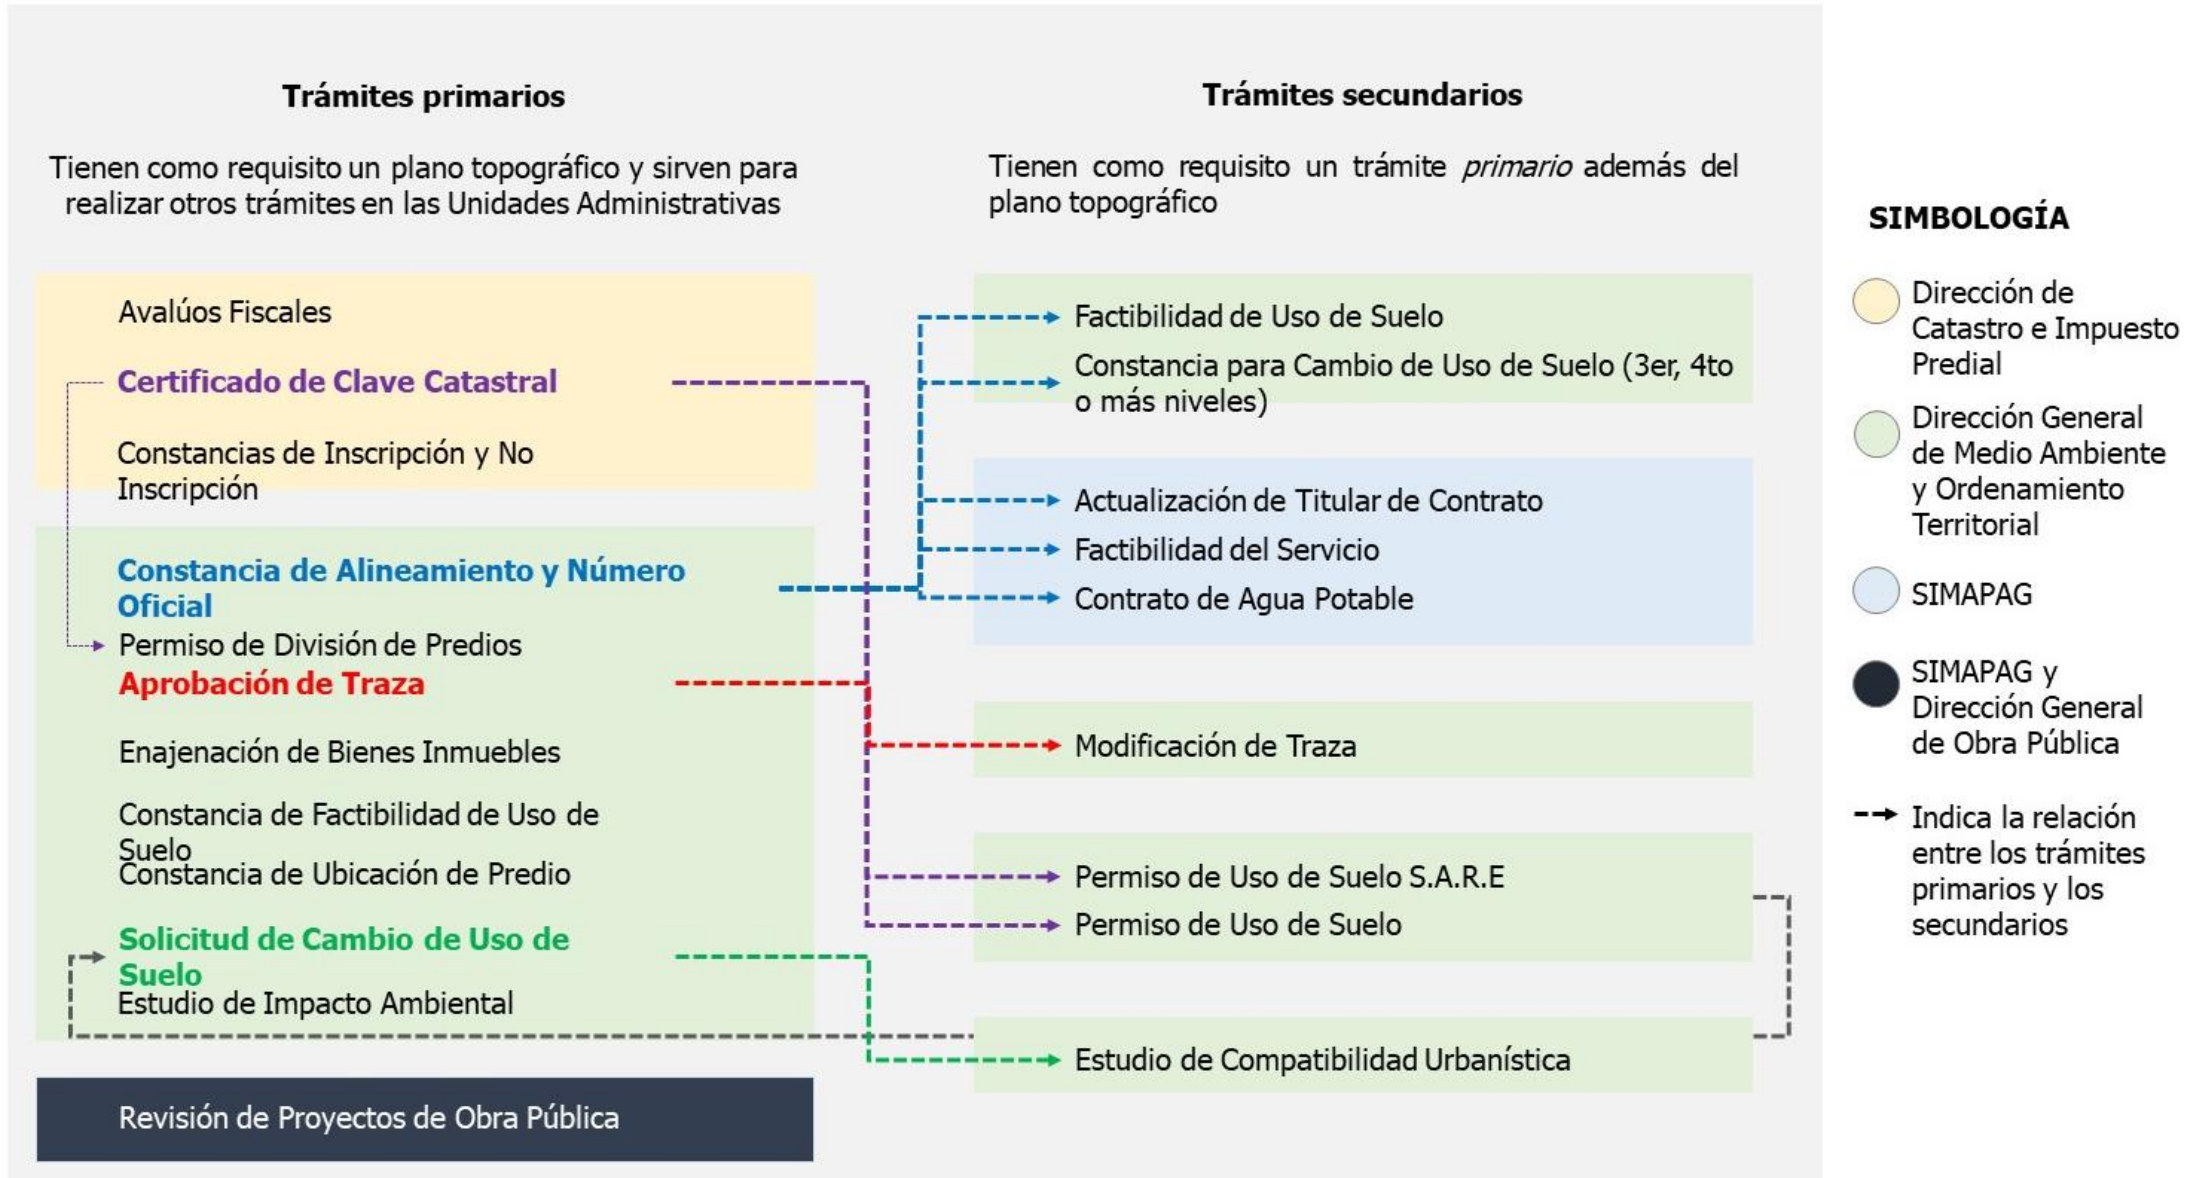 Trámites primarios
Tienen como requisito un plano topográfico y sirven para
realizar otros trámites en las Unidades Administrativas
Avalúos Fiscales
Certificado de Clave Catastral
Constancias de Inscripción y No
Inscripción
Constancia de Alineamiento y Número
Oficial
Permiso de División de Predios
Aprobación de Traza
Enajenación de Bienes Inmuebles
Constancia de Factibilidad de Uso de
Suelo
Constancia de Ubicación de Predio
Solicitud de Cambio de Uso de
Suelo
Estudio de Impacto Ambiental
Revisión de Proyectos de Obra Pública
Trámites secundarios
Tienen como requisito un trámite primario además del
plano topográfico
Factibilidad de Uso de Suelo
Constancia para Cambio de Uso de Suelo (3er, 4to
o más niveles)
Actualización de Titular de Contrato
Factibilidad del Servicio
Contrato de Agua Potable
Modificación de Traza
Permiso de Uso de Suelo S.A.R.E
Permiso de Uso de Suelo
Estudio de Compatibilidad Urbanística
SIMBOLOGÍA
Dirección de
Catastro e Impuesto
Predial
Dirección General
de Medio Ambiente
y Ordenamiento
Territorial
SIMAPAG
SIMAPAG y
Dirección General
de Obra Pública
Indica la relación
entre los trámites
primarios y los
secundarios